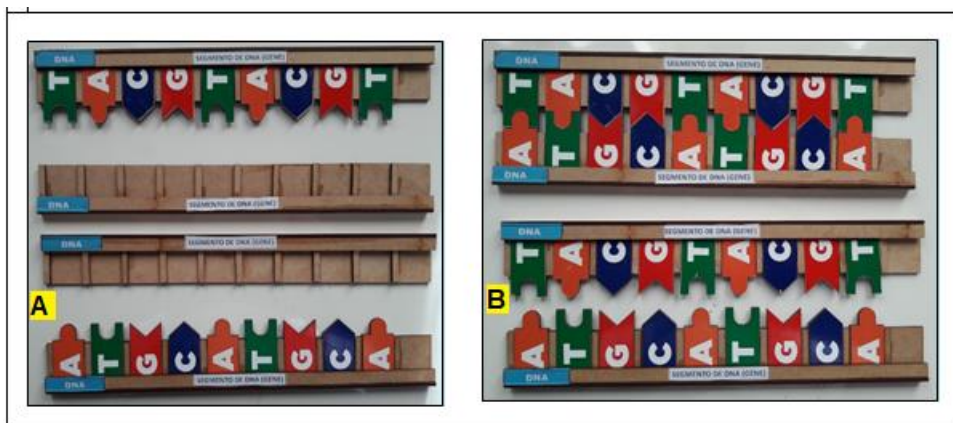 DNA SEGMENTO DE DNA (GENE)
T A C G T A C G T
DNA SEGMENTO DE DNA (GENE)
DNA SEGMENTO DE DNA (GENE)
A T G C A T G C A
DNA SEGMENTO DE DNA (GENE)
A
DNA SEGMENTO DE DNA (GENE)
T A C G T A C G T
A T G C A T G C A
DNA SEGMENTO DE DNA (GENE)
DNA SEGMENTO DE DNA (GENE)
T A C G T A C G T
A T G C A T G C A
DNA SEGMENTO DE DNA (GENE)
B